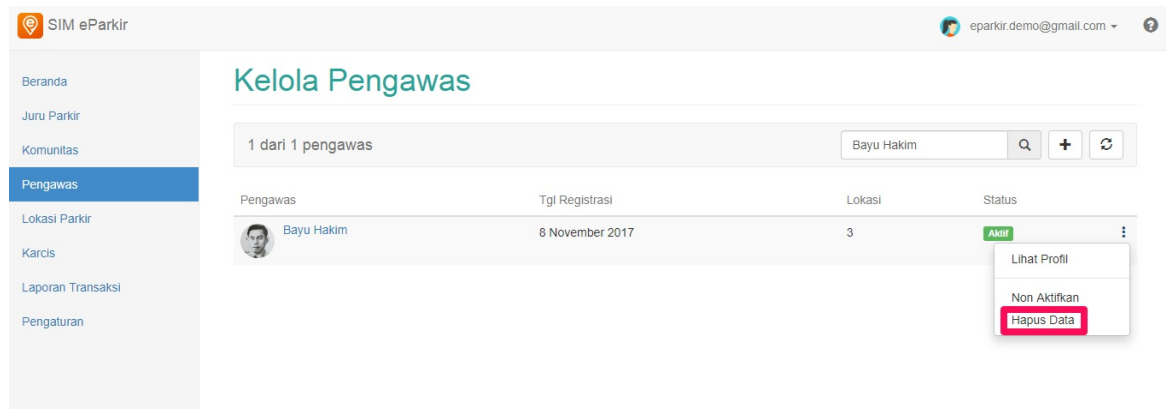 SIM eParkir
eparkir.demo@gmail.com
Beranda
Juru Parkir
Komunitas
Pengawas
Lokasi Parkir
Karcis
Laporan Transaksi
Pengaturan
Kelola Pengawas
1 dari 1 pengawas
Bayu Hakim
Pengawas Tgl Registrasi Lokasi Status
Bayu Hakim 8 November 2017 3 Aktif
Lihat Profil
Non Aktifkan
Hapus Data